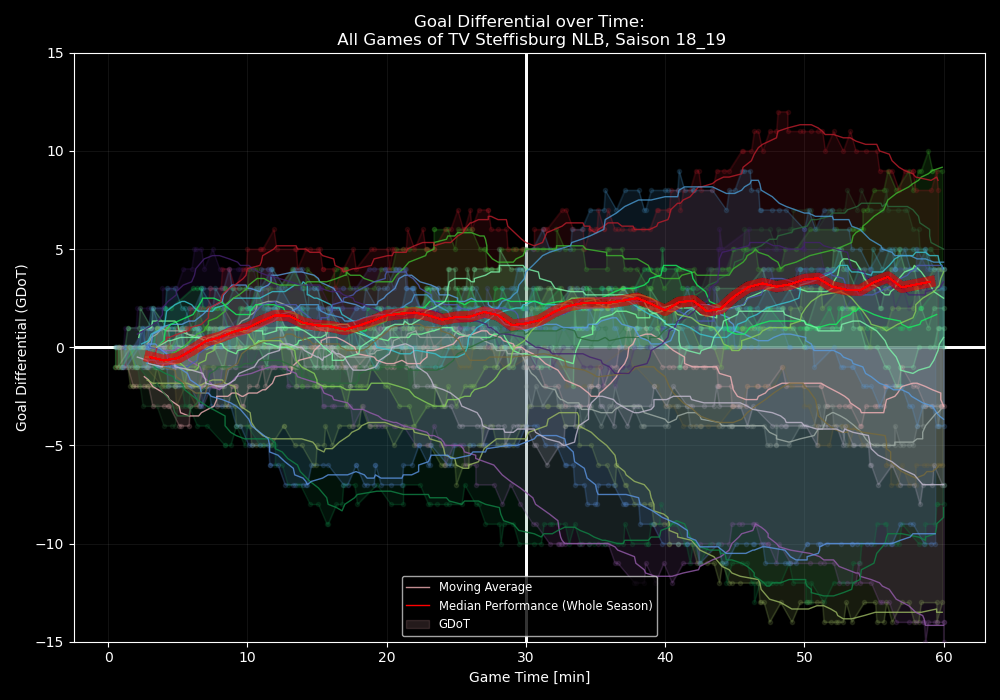 Goal Differential over Time:
All Games of TV Steffisburg NLB, Saison 18_19
Goal Differential (GDoT)
15
10
5
0
−5
−10
−15
Moving Average
Median Performance (Whole Season)
GDoT
0 10 20 30 40 50 60
Game Time [min]